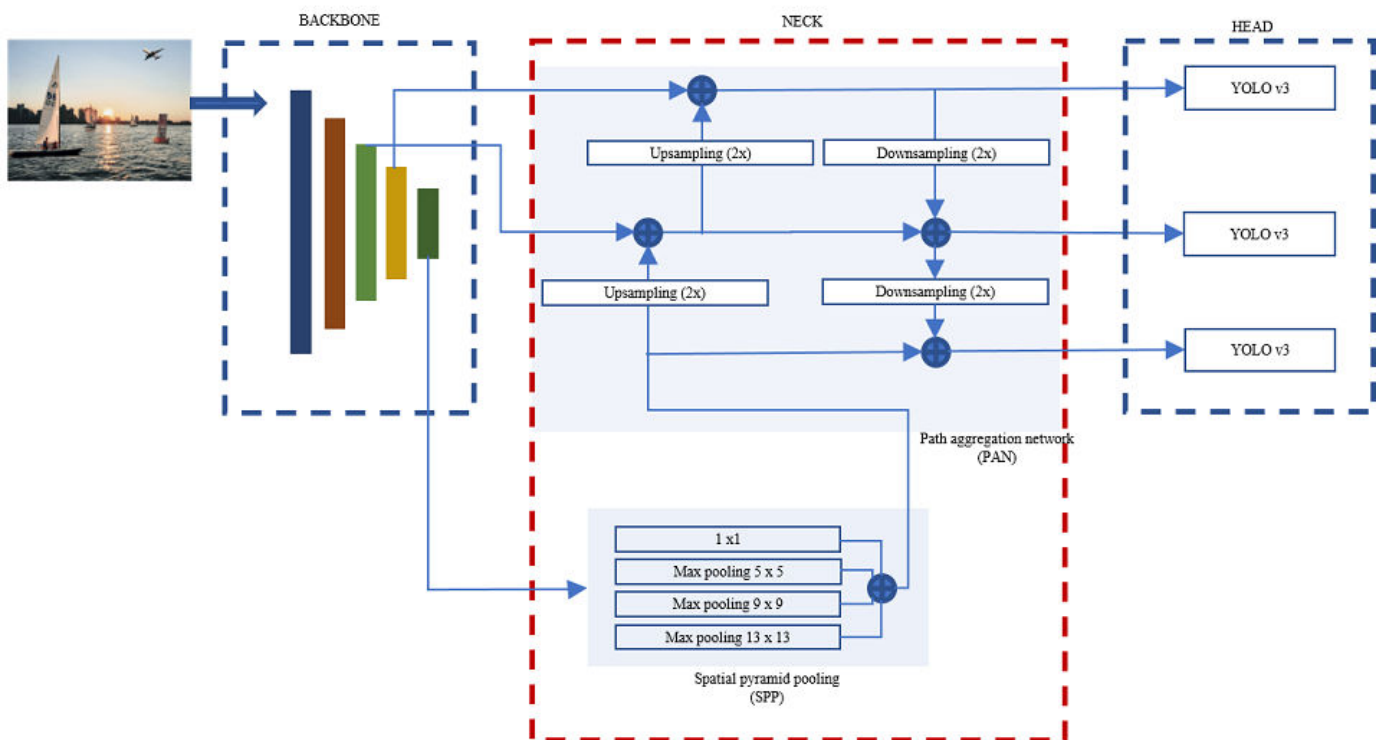 BACKBONE
NECK
HEAD
YOLO v3
Upsampling (2x)
Downsampling (2x)
YOLO v3
Upsampling (2x)
Downsampling (2x)
YOLO v3
Path aggregation network
(PAN)
1 x1
Max pooling 5 x 5
Max pooling 9 x 9
Max pooling 13 x 13
Spatial pyramid pooling
(SPP)